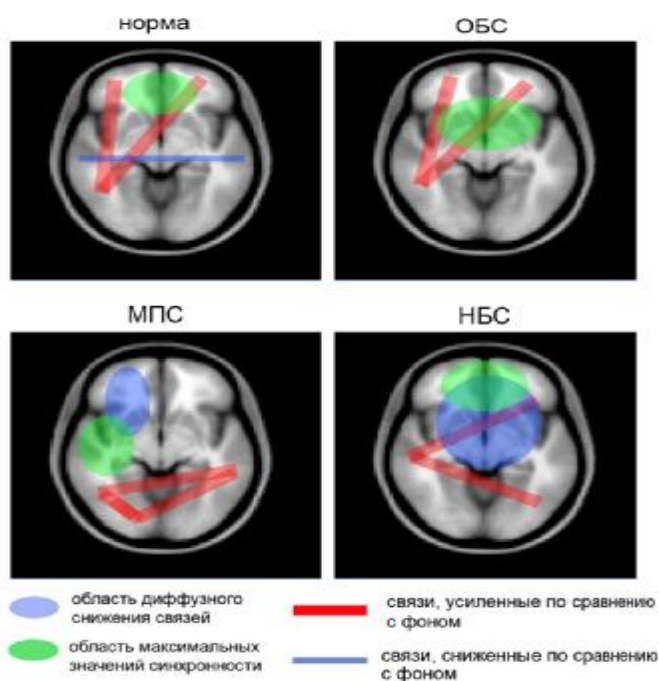 норма
ОБС
МПС
НБС
область диффузного
снижения связей
область максимальных
значений синхронности
связи, усиленные по сравнению
с фоном
связи, сниженные по сравнению
с фоном